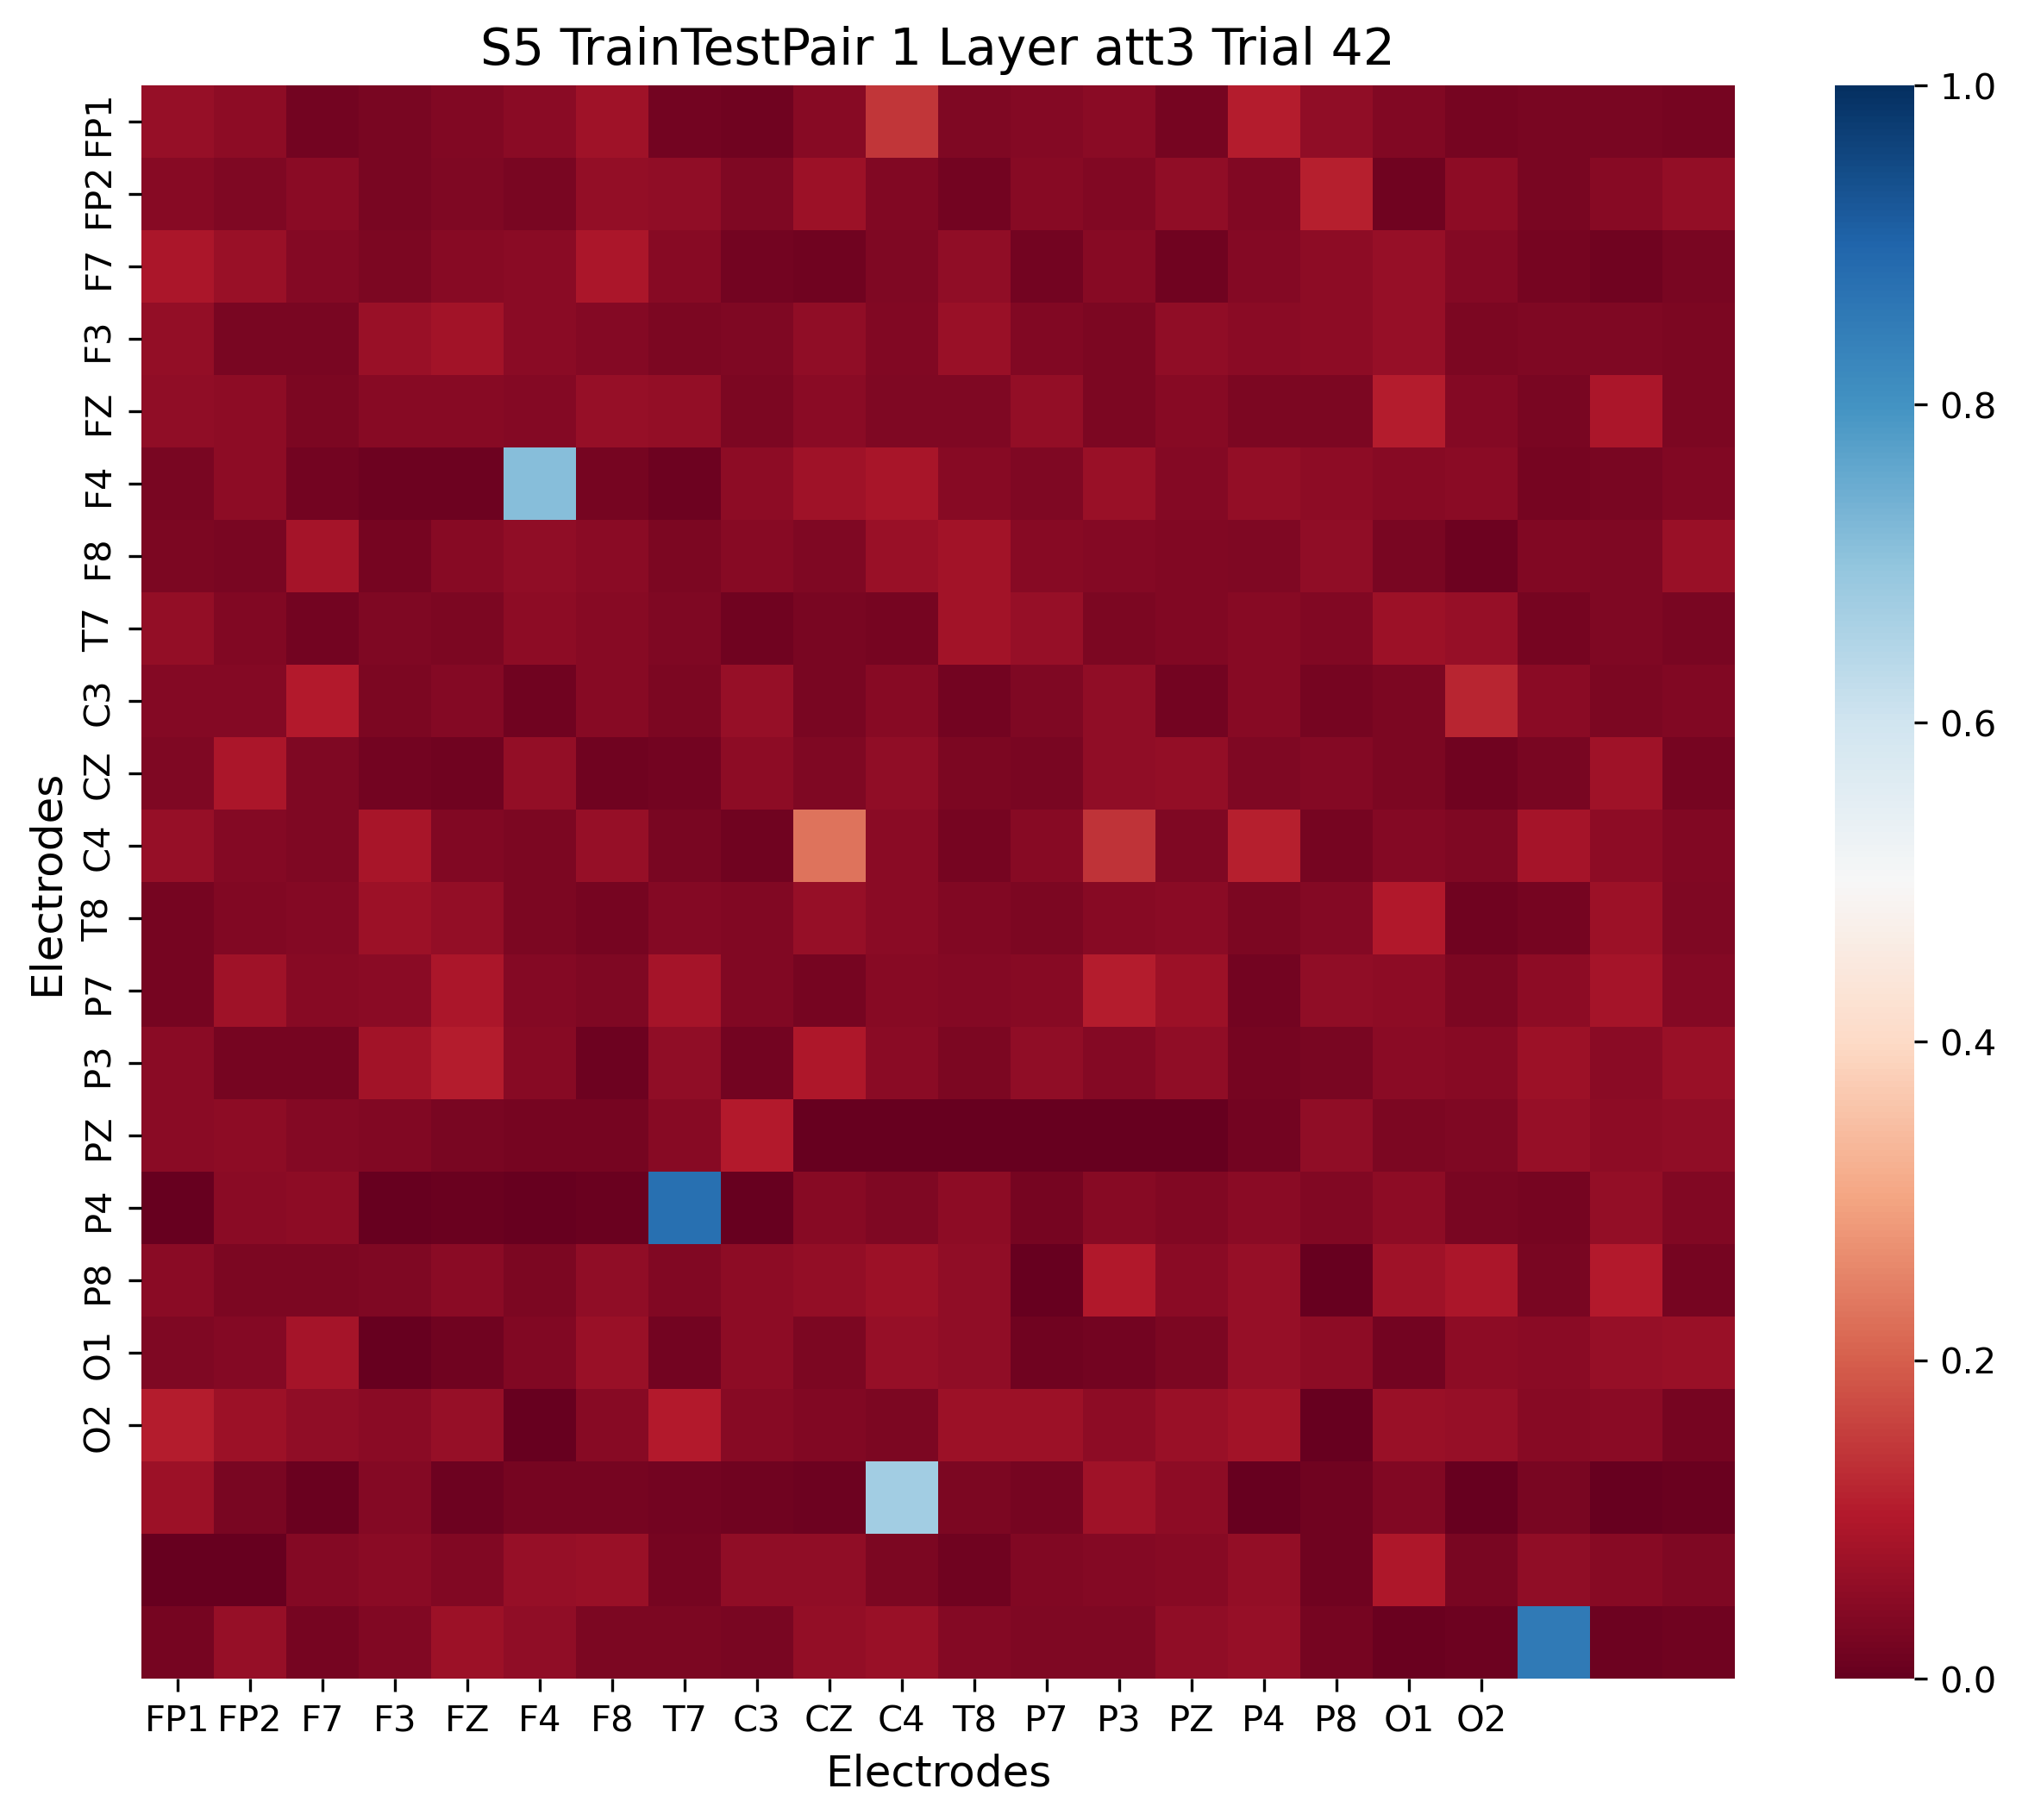 S5 TrainTestPair 1 Layer att3 Trial 42
Electrodes
FP1
FP2
F7
F3
FZ
F4
F8
T7
C3
CZ
C4
T8
P7
P3
PZ
P4
P8
O1
O2
FP1 FP2 F7 F3 FZ F4 F8 T7 C3 CZ C4 T8 P7 P3 PZ P4 P8 O1 O2
Electrodes
1.0
0.8
0.6
0.4
0.2
0.0